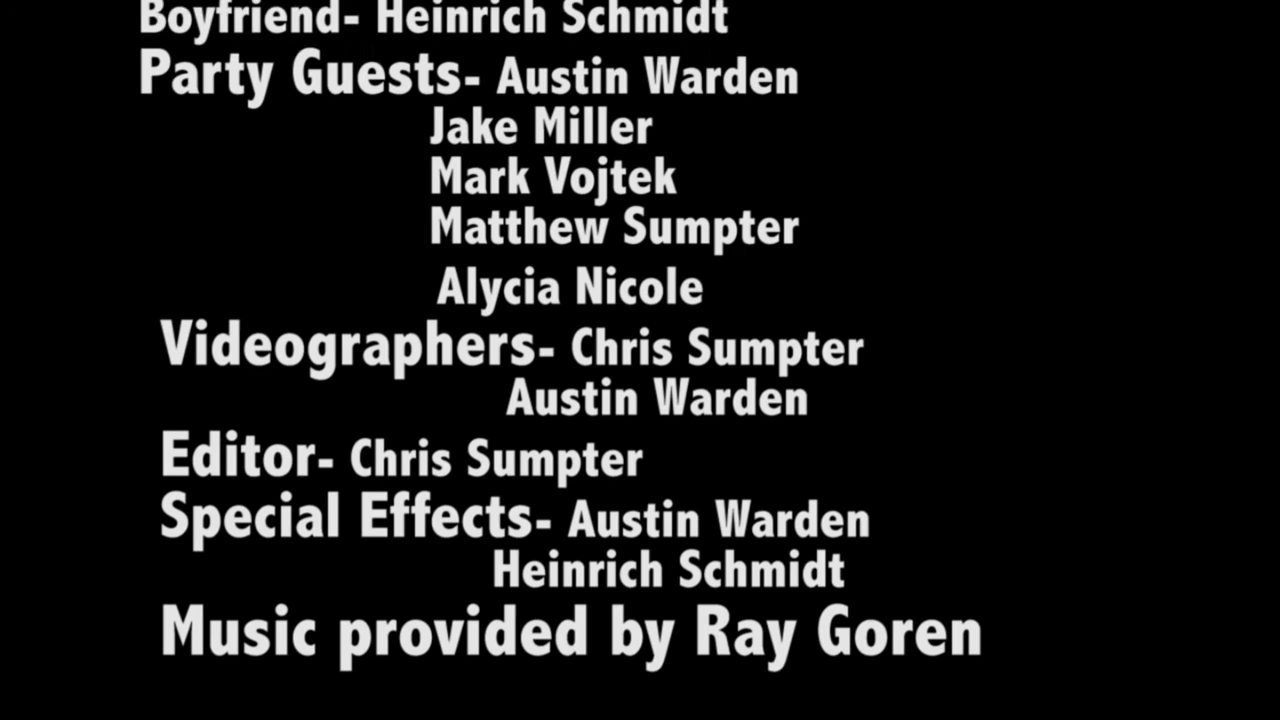 Boyfriend- Heinrich Schmidt
Party Guests- Austin Warden
Jake Miller
Mark Vojtek
Matthew Sumpter
Alycia Nicole
Videographers- Chris Sumpter
Austin Warden
Editor- Chris Sumpter
Special Effects- Austin Warden
Heinrich Schmidt
Music provided by Ray Goren